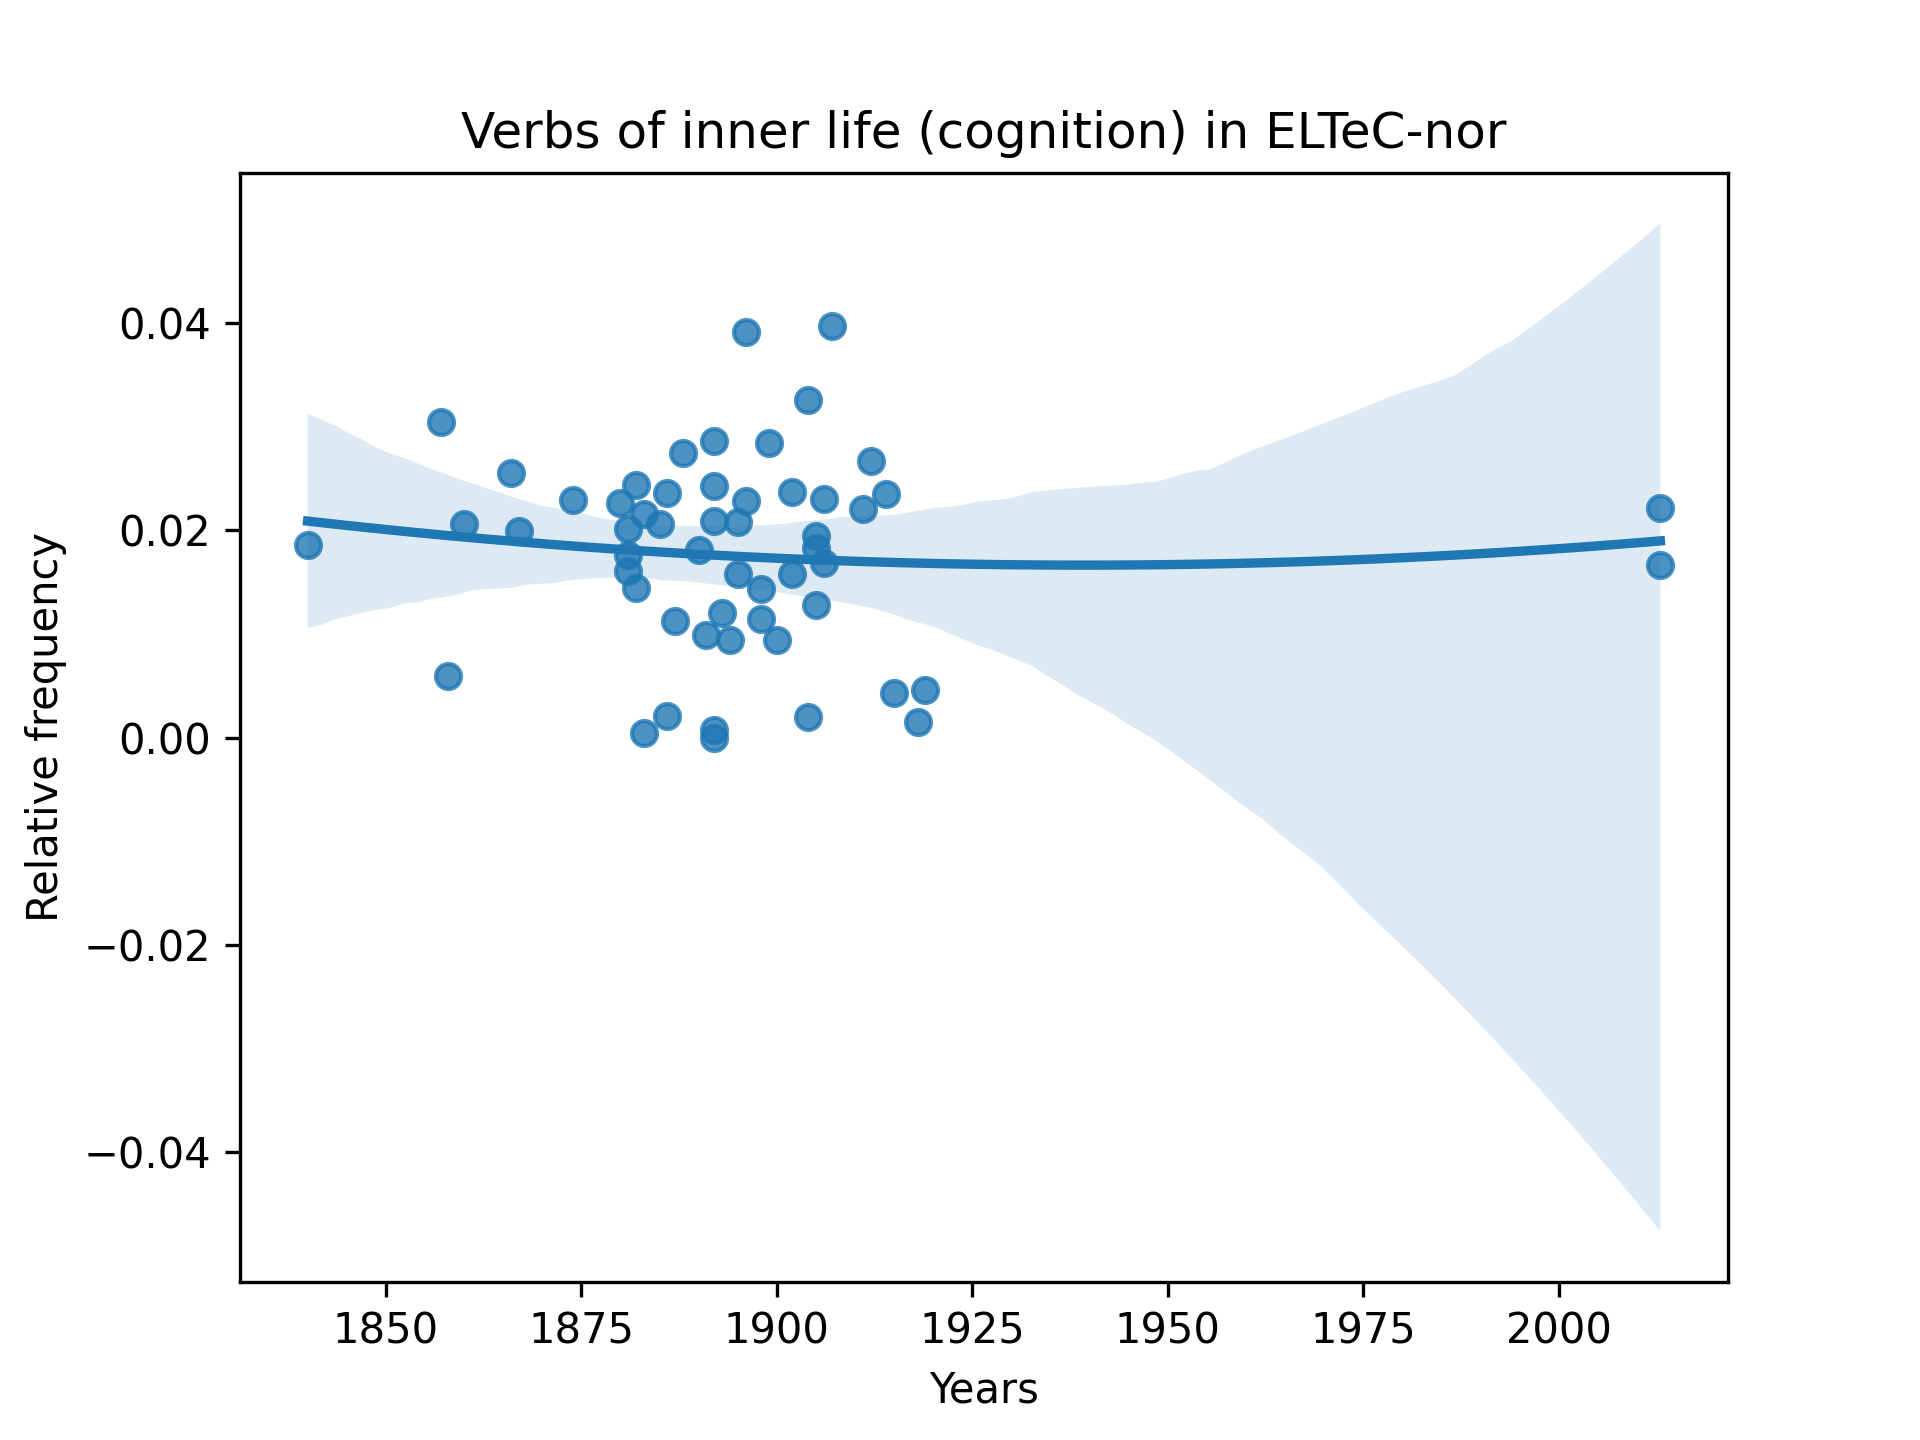 Verbs of inner life (cognition) in ELTeC-nor
Relative frequency
0.04
0.02
0.00
−0.02
−0.04
1850 1875 1900 1925 1950 1975 2000
Years